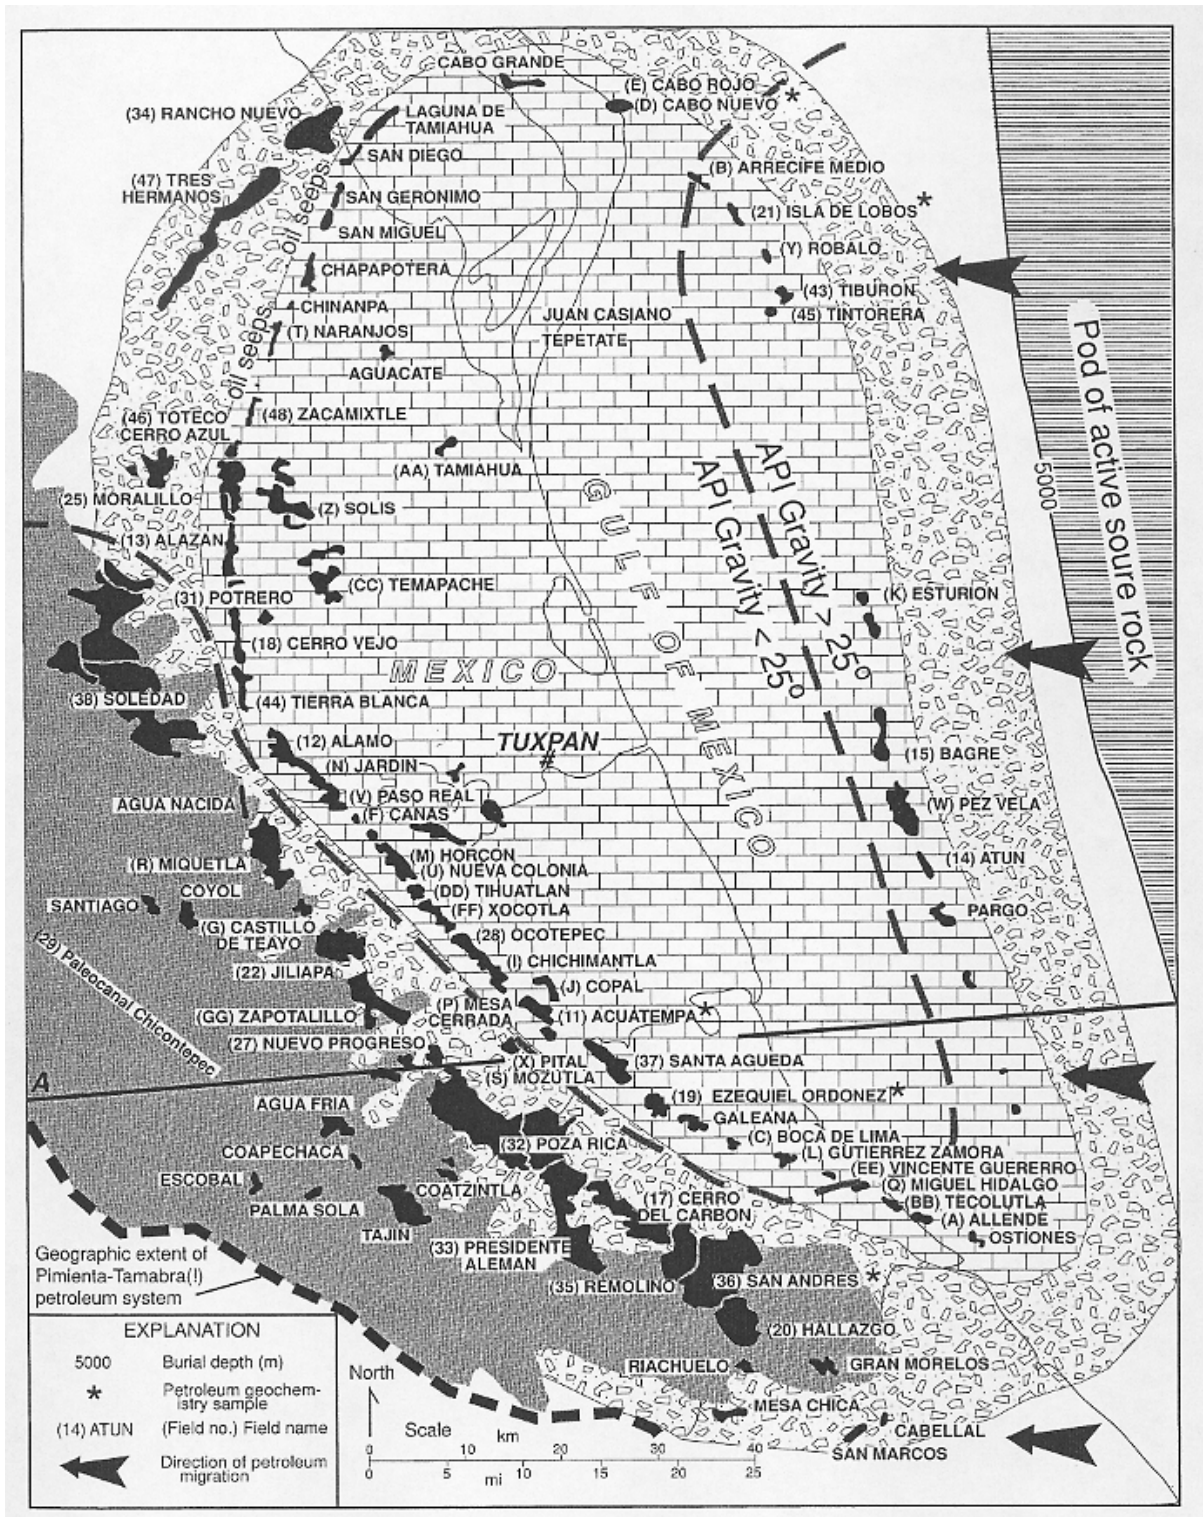 CABO GRANDE
(E) CABO ROJO
*
(D) CABO NUEVO
(34) RANCHO NUEVO
LAGUNA DE
TAMIAHUA
SAN DIEGO
(B) ARRECIFE MEDIO
(47) TRES
HERMANOS
oil seeps
SAN GERONIMO
(21) ISLA DE LOBOS*
SAN MIGUEL
(Y) ROBALO
CHAPAPOTERA
(43) TIBURON
CHINANPA
(45) TINTORERA
JUAN CASIANO
TEPETATE
(T) NARANJOS
oil seeps
AGUACATE
Pod of active soure rock
(48) ZACAMIXTLE
(46) TOTECO
CERRO AZUL
(AA) TAMIAHUA
API Gravity > 25º
API Gravity < 25º
5000
(25) MORALILLO
(Z) SOLIS
GULF OF MEXICO
(13) ALAZAN
(CC) TEMAPACHE
(31) POTRERO
(K) ESTURION
(18) CERRO VEJO
MEXICO
(38) SOLEDAD
(44) TIERRA BLANCA
(12) ALAMO
TUXPAN
#
(15) BAGRE
(N) JARDIN
(V) PASO REAL
AGUA NACIDA
(F) CANAS
(W) PEZ VELA
(M) HORCON
(14) ATUN
(R) MIQUETLA
(U) NUEVA COLONIA
COYOL
(DD) TIHUATLAN
SANTIAGO
(FF) XOCOTLA
PARGO
(G) CASTILLO
DE TEAYO
(28) OCOTEPEC
(29) Paleocanal Chicontepec
(I) CHICHIMANTLA
(22) JILIAPA
(J) COPAL
(P) MESA
CERRADA
(GG) ZAPOTALILLO
(11) ACUATEMPA*
(27) NUEVO PROGRESO
(X) PITAL
(37) SANTA AGUEDA
(S) MOZUTLA
A
(19) EZEQUIEL ORDONEZ*
AGUA FRIA
GALEANA
(C) BOCA DE LIMA
(32) POZA RICA
(L) GUTIERREZ ZAMORA
COAPECHACA
(EE) VINCENTE GUERERRO
ESCOBAL
COATZINTLA
(Q) MIGUEL HIDALGO
PALMA SOLA
(17) CERRO
DEL CARBON
(BB) TECOLUTLA
(A) ALLENDE
TAJIN
OSTIONES
(33) PRESIDENTE
ALEMAN
Geographic extent of
Pimienta-Tamabra(!)
petroleum system
(35) REMOLINO
(36) SAN ANDRES *
(20) HALLAZGO
RIACHUELO
GRAN MORELOS
MESA CHICA
CABELLAL
SAN MARCOS
EXPLANATION
5000 Burial depth (m)
* Petroleum geochem-
istry sample
(14) ATUN (Field no.) Field name
Direction of petroleum
migration
North
Scale km
0 10 20 30 40
0 5 10 15 20 25
mi